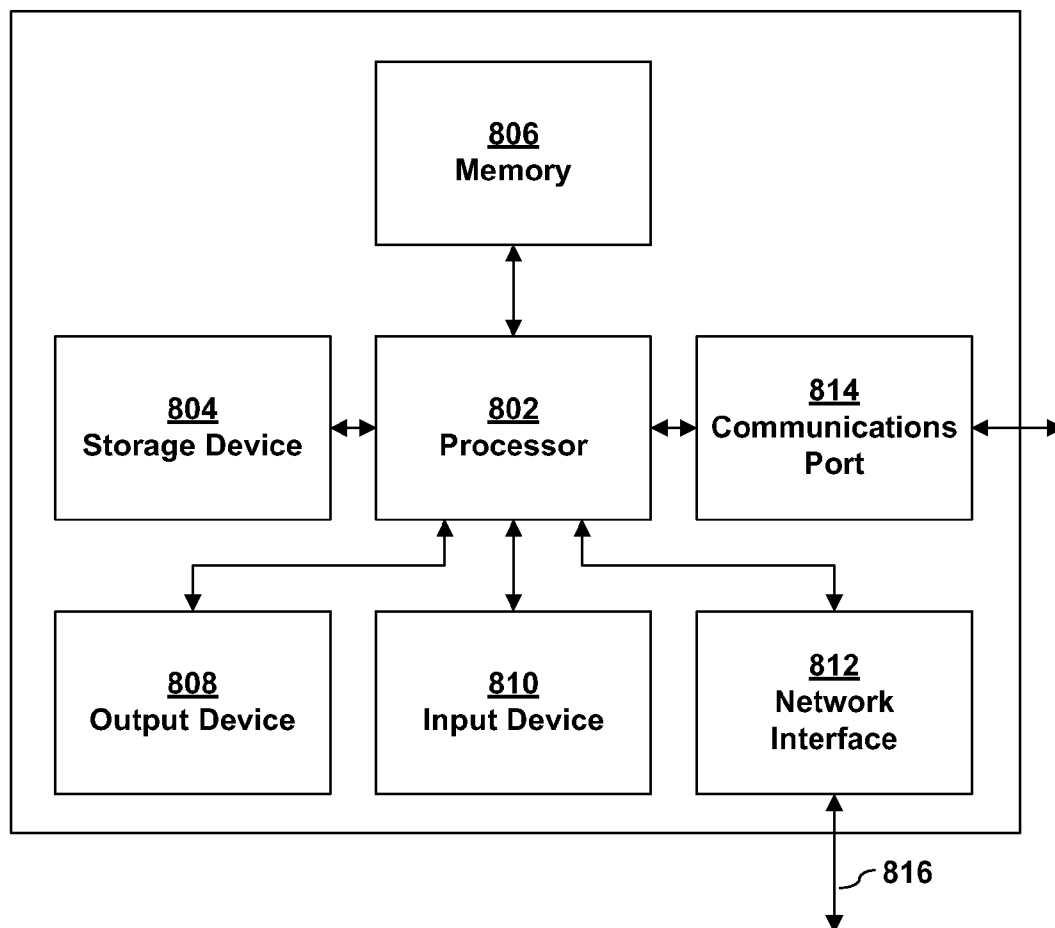 806
Memory
804
Storage Device
802
Processor
814
Communications
Port
808
Output Device
810
Input Device
812
Network
Interface
816